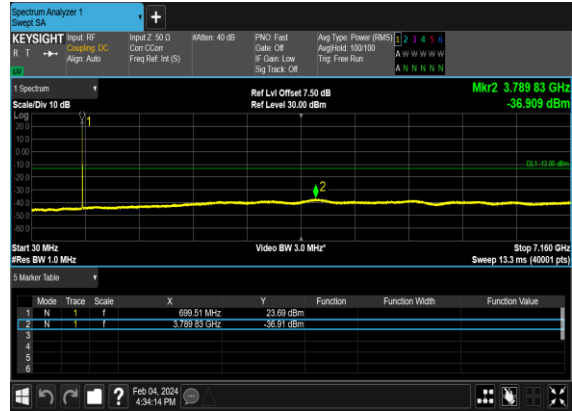 Spectrum Analyzer 1
Swept SA
+
KEYSIGHT Input: RF Input Z: 50 Ω #Atten: 40 dB PNO: Fast Avg Type: Power (RMS) 1 2 3 4 5 6
R T Coupling: DC Corr CCorr Gate: Off Avg|Hold: 100/100 A W W W W W
Align: Auto Freq Ref: Int (S) IF Gain: Low Trig: Free Run
Sig Track: Off A N N N N N
1 Spectrum Ref Lvl Offset 7.50 dB Mkr2 3.789 83 GHz
Scale/Div 10 dB Ref Level 30.00 dBm -36.909 dBm
Log
1
20.0
10.0
0.00
-10.0
DL1 -13.00 dBm
-20.0
-30.0
2
-40.0
-50.0
-60.0
Start 30 MHz Video BW 3.0 MHz* Stop 7.160 GHz
#Res BW 1.0 MHz Sweep 13.3 ms (40001 pts)
5 Marker Table
Mode Trace Scale X Y Function Function Width Function Value
1 N 1 f 699.51 MHz 23.69 dBm
2 N 1 f 3.789 83 GHz -36.91 dBm
3
4
5
6
? Feb 04, 2024
4:34:14 PM